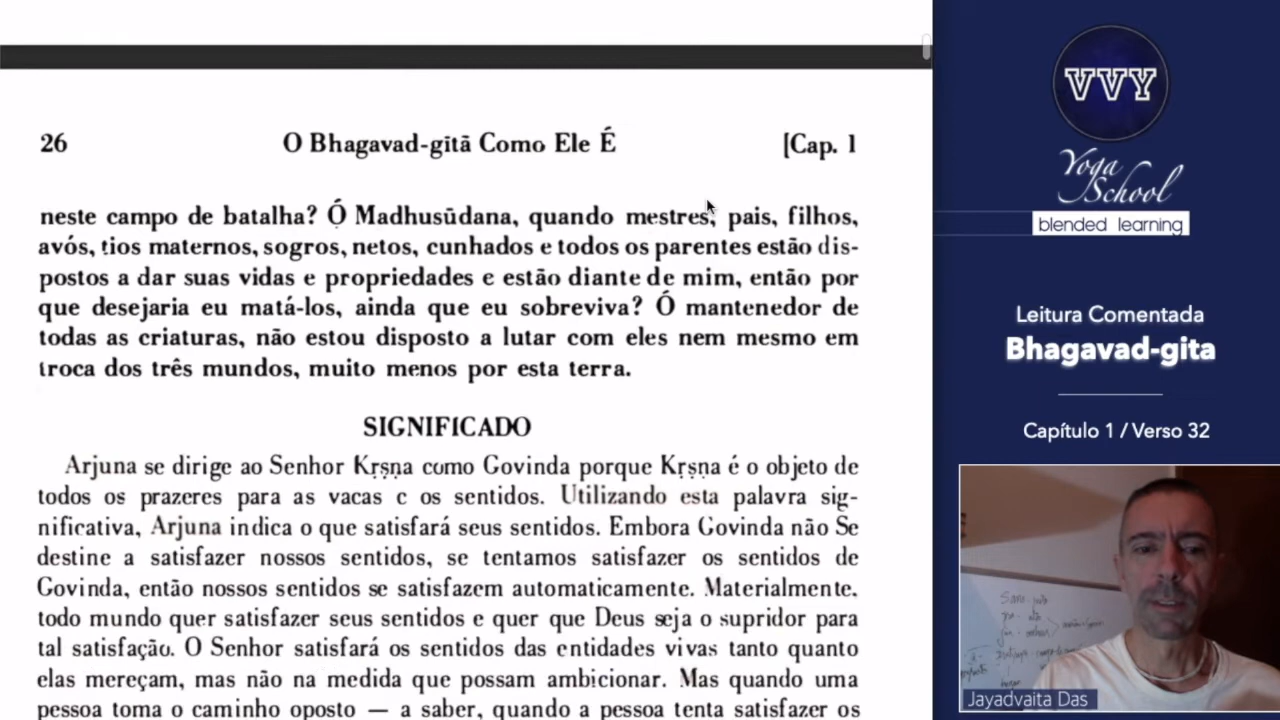 26 O Bhagavad-gītā Como Ele É [Cap. 1
neste campo de batalha? Ó Madhusūdana, quando mestres, pais, filhos,
avós, tios maternos, sogros, netos, cunhados e todos os parentes estão dis-
postos a dar suas vidas e propriedades e estão diante de mim, então por
que desejaria eu matá-los, ainda que eu sobreviva? Ó mantenedor de
todas as criaturas, não estou disposto a lutar com eles nem mesmo em
troca dos três mundos, muito menos por esta terra.
SIGNIFICADO
Arjuna se dirige ao Senhor Kṛṣṇa como Govinda porque Kṛṣṇa é o objeto de
todos os prazeres para as vacas e os sentidos. Utilizando esta palavra sig-
nificativa, Arjuna indica o que satisfará seus sentidos. Embora Govinda não Se
destine a satisfazer nossos sentidos, se tentamos satisfazer os sentidos de
Govinda, então nossos sentidos se satisfazem automaticamente. Materialmente,
todo mundo quer satisfazer seus sentidos e quer que Deus seja o supridor para
tal satisfação. O Senhor satisfará os sentidos das entidades vivas tanto quanto
elas mereçam, mas não na medida que possam ambicionar. Mas quando uma
pessoa toma o caminho oposto — a saber, quando a pessoa tenta satisfazer os
VVY
Yoga
School
blended learning
Leitura Comentada
Bhagavad-gita
Capítulo 1 / Verso 32
Jayadvaita Das